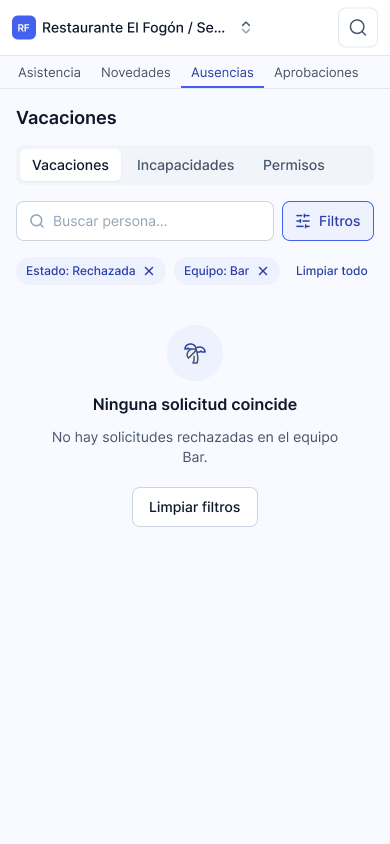 RF Restaurante El Fogón / Se...
Asistencia Novedades Ausencias Aprobaciones
Vacaciones
Vacaciones Incapacidades Permisos
Buscar persona... Filtros
Estado: Rechazada Equipo: Bar Limpiar todo
Ninguna solicitud coincide
No hay solicitudes rechazadas en el equipo
Bar.
Limpiar filtros